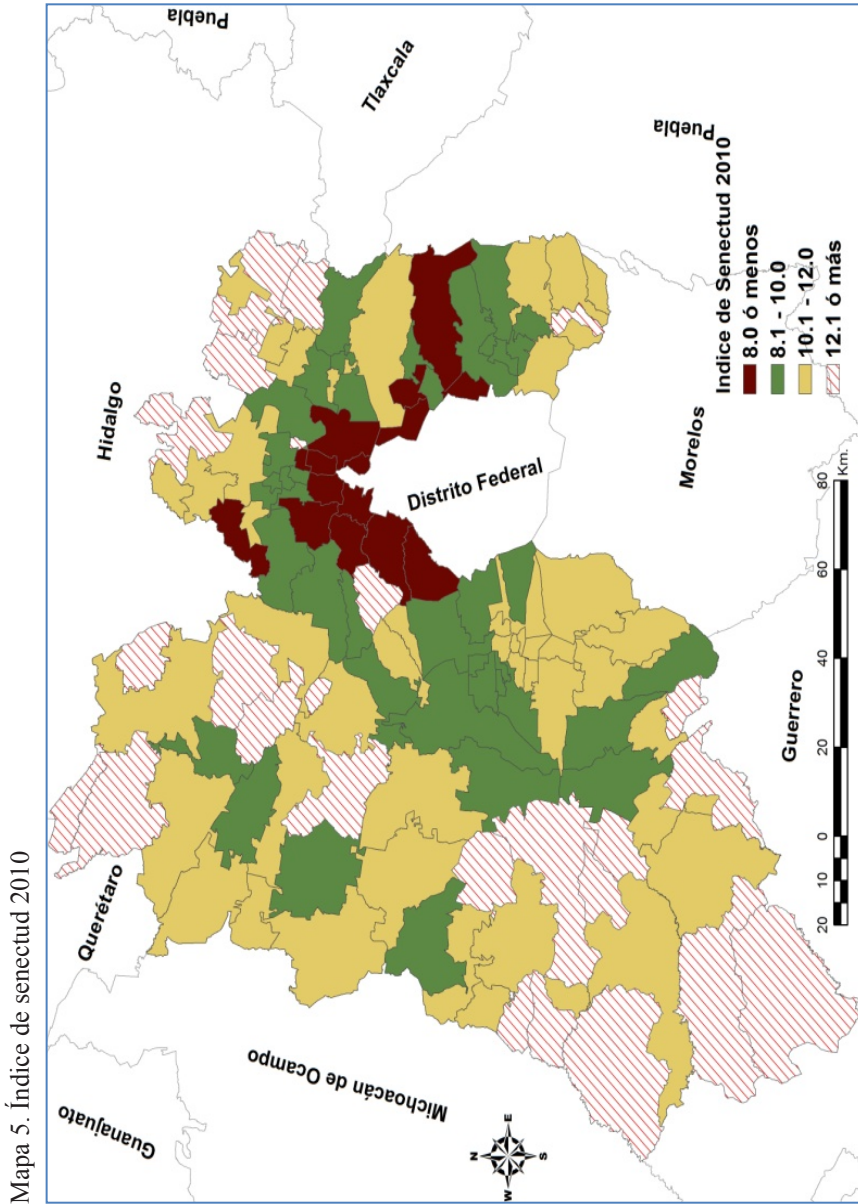 Mapa 5. Índice de senectud 2010
Guanajuato
Querétaro
Hidalgo
Puebla
Tlaxcala
Michoacán de Ocampo
Distrito Federal
Puebla
Morelos
Guerrero
N
W
E
S
Indice de Senectud 2010
8.0 ó menos
8.1 - 10.0
10.1 - 12.0
12.1 ó más
20 10 0 20 40 60 80
Km.